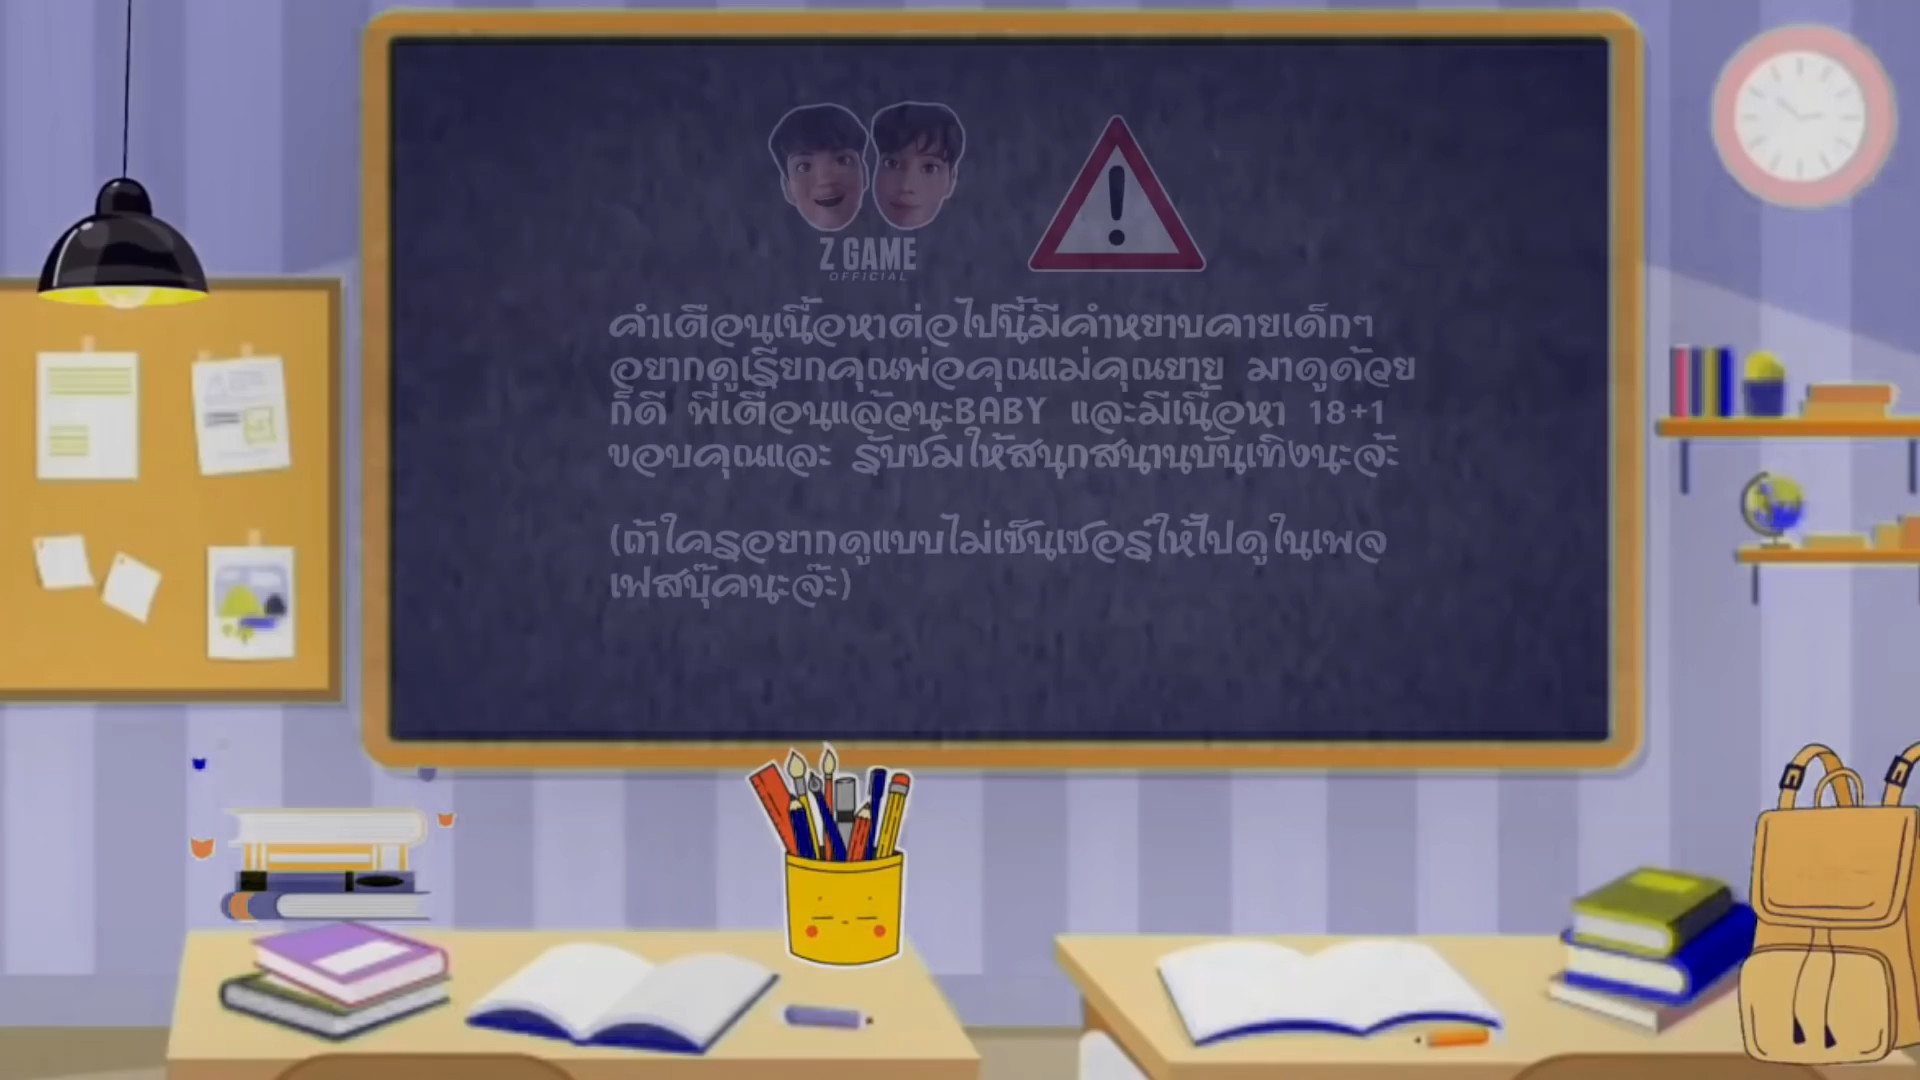 Z GAME
OFFICIAL
คำเตือนเนื้อหาต่อไปนี้มีคำหยาบคายเด็กๆ
อยากดูเรียกคุณพ่อคุณแม่คุณยาย มาดูด้วย
ก็ดี พี่เตือนแล้วนะBABY และมีเนื้อหา 18+1
ขอบคุณและ รับชมให้สนุกสนานบันเทิงนะจ้ะ
(ถ้าใครอยากดูแบบไม่เซ็นเซอร์ให้ไปดูในเพจ
เฟสบุ๊คนะจ๊ะ)